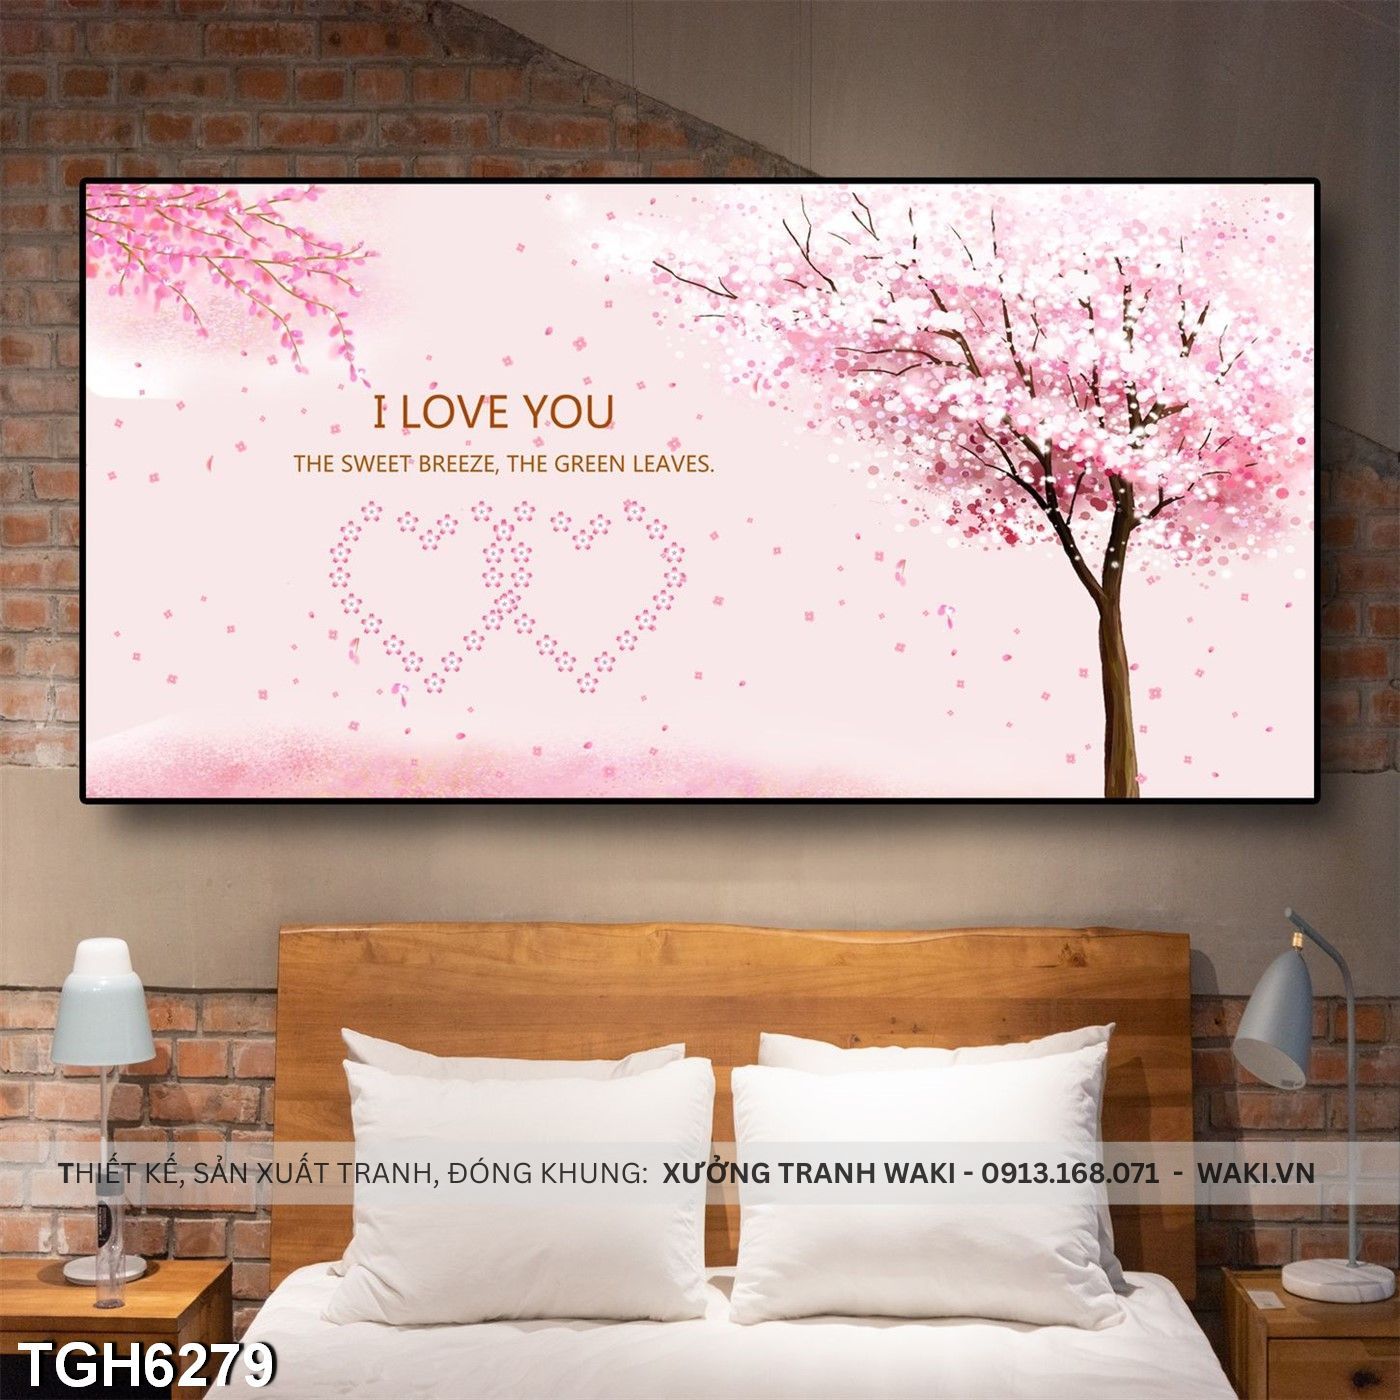 I LOVE YOU
THE SWEET BREEZE, THE GREEN LEAVES.
THIẾT KẾ, SẢN XUẤT TRANH, ĐÓNG KHUNG: XƯỞNG TRANH WAKI - 0913.168.071 - WAKI.VN
TGH6279